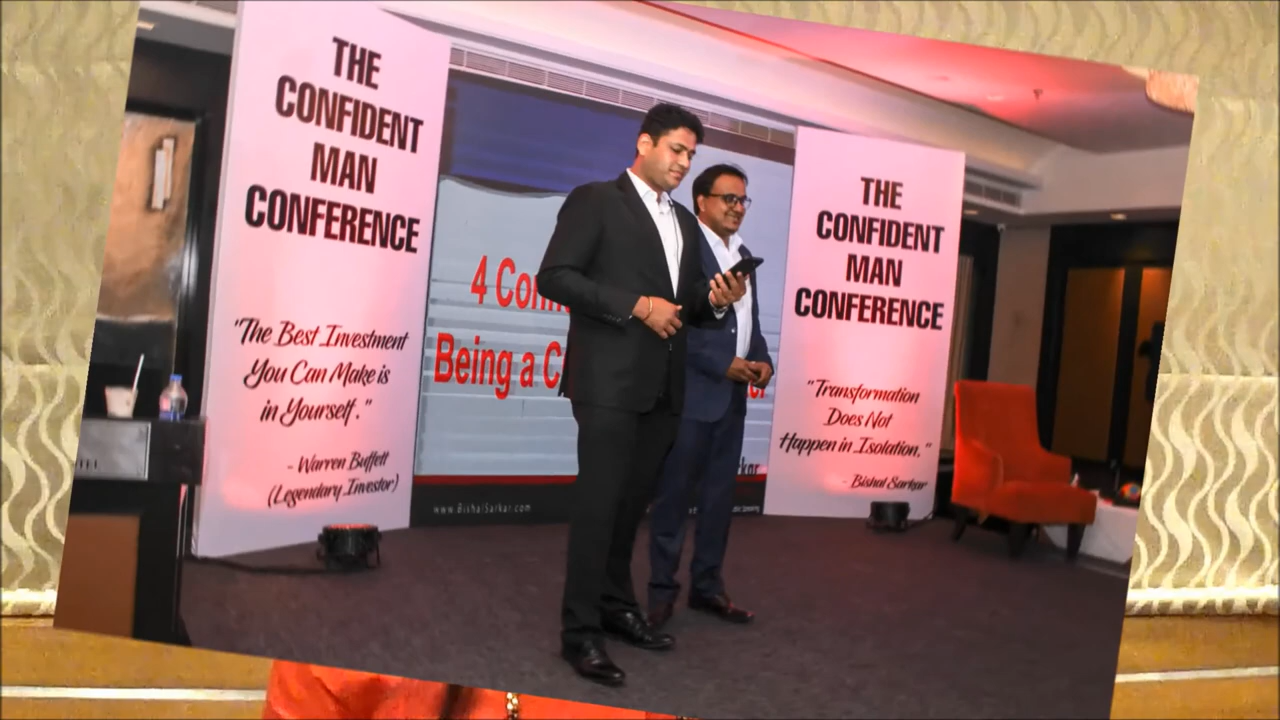 THE
CONFIDENT
MAN
CONFERENCE
"The Best Investment
You Can Make is
in Yourself."
- Warren Buffett
(Legendary Investor)
4
Being a
www.BishalSarkar.com
THE
CONFIDENT
MAN
CONFERENCE
"Transformation
Does Not
Happen in Isolation."
- Bishal Sarkar